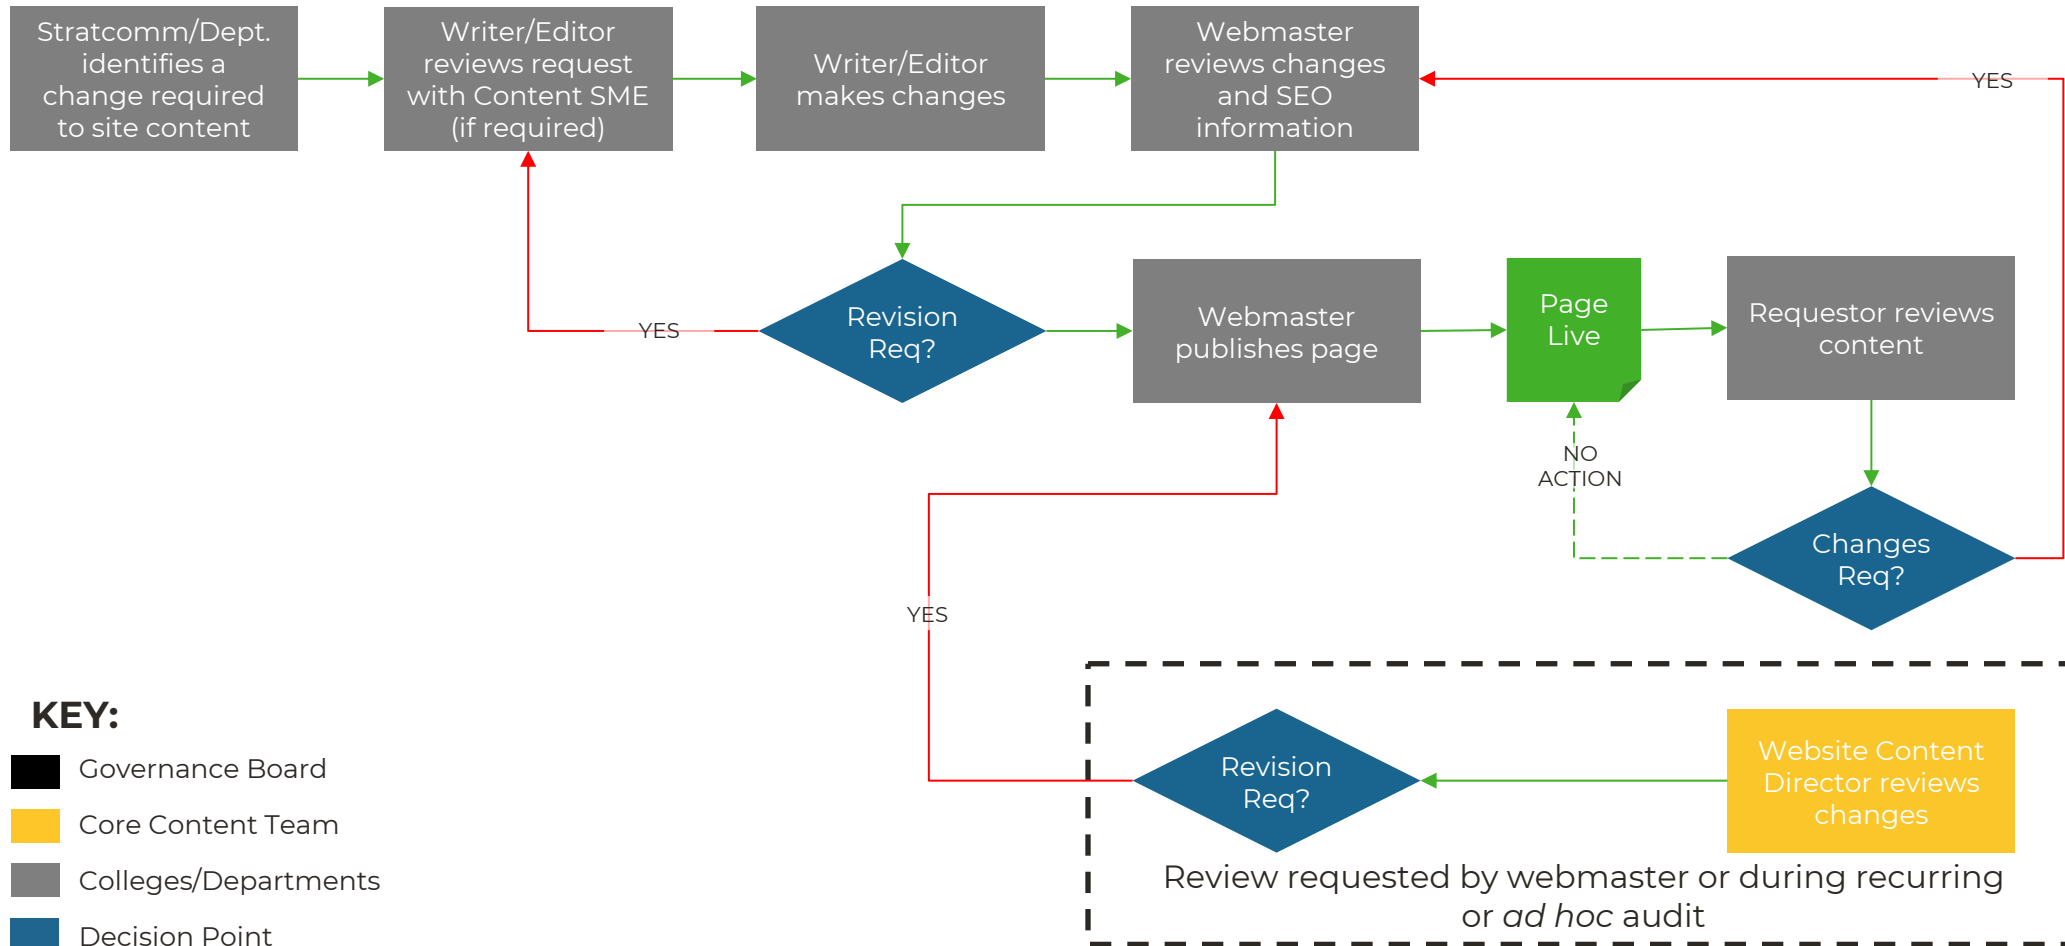 Stratcomm/Dept.
identifies a
change required
to site content
Writer/Editor
reviews request
with Content SME
(if required)
Writer/Editor
makes changes
Webmaster
reviews changes
and SEO
information
YES
YES
Revision
Req?
Webmaster
publishes page
Page
Live
Requestor reviews
content
NO
ACTION
Changes
Req?
YES
Revision
Req?
Website Content
Director reviews
changes
Review requested by webmaster or during recurring
or ad hoc audit
KEY:
Governance Board
Core Content Team
Colleges/Departments
Decision Point